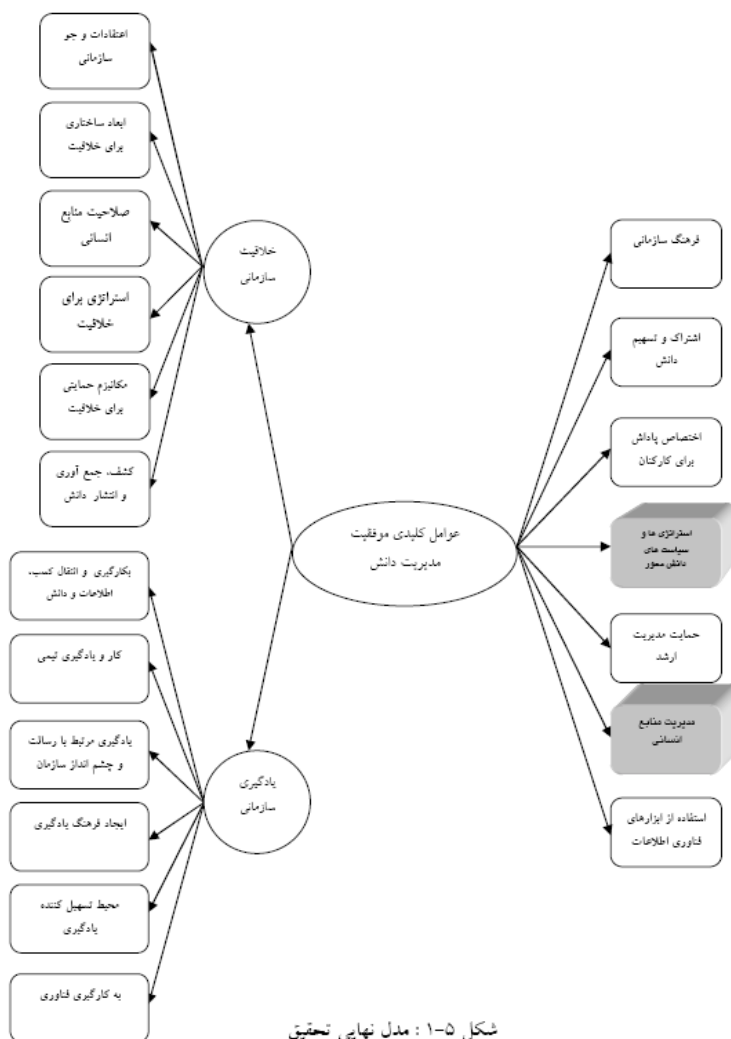 فرهنگ سازمانی
اشتراک و تسهیم
دانش
اختصاص پاداش
برای کارکنان
استراتژی ها و
سیاست های
دانش محور
حمایت مدیریت
ارشد
مدیریت منابع
انسانی
استفاده از ابزارهای
فناوری اطلاعات
عوامل کلیدی موفقیت
مدیریت دانش
خلاقیت
سازمانی
اعتقادات و جو
سازمانی
ابعاد ساختاری
برای خلاقیت
صلاحیت منابع
انسانی
استراتژی برای
خلاقیت
مکانیزم حمایتی
برای خلاقیت
کشف، جمع آوری
و انتشار دانش
یادگیری
سازمانی
بکارگیری و انتقال کسب،
اطلاعات و دانش
کار و یادگیری تیمی
یادگیری مرتبط با رسالت
و چشم انداز سازمان
ایجاد فرهنگ یادگیری
محیط تسهیل کننده
یادگیری
به کارگیری فناوری
شکل ۵-۱ : مدل نهایی تحقیق